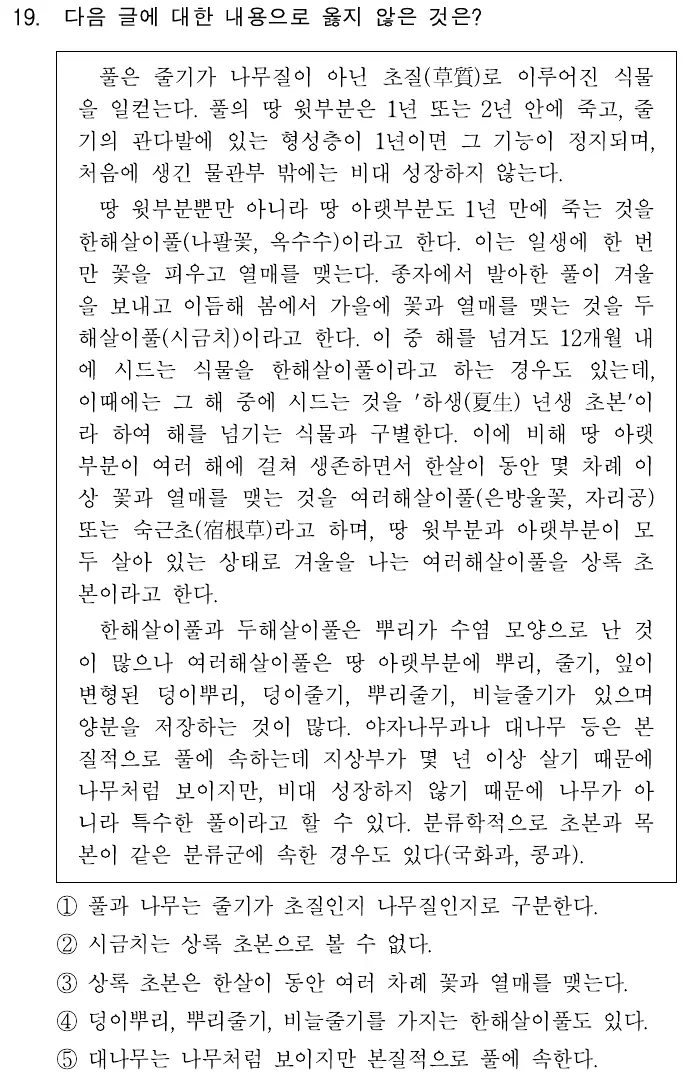 19. 다음 글에 대한 내용으로 옳지 않은 것은?
풀은 줄기가 나무질이 아닌 초질(草質)로 이루어진 식물
을 일컫는다. 풀의 땅 윗부분은 1년 또는 2년 안에 죽고, 줄
기의 관다발에 있는 형성층이 1년이면 그 기능이 정지되며,
처음에 생긴 물관부 밖에는 비대 성장하지 않는다.
땅 윗부분뿐만 아니라 땅 아랫부분도 1년 만에 죽는 것을
한해살이풀(나팔꽃, 옥수수)이라고 한다. 이는 일생에 한 번
만 꽃을 피우고 열매를 맺는다. 종자에서 발아한 풀이 겨울
을 보내고 이듬해 봄에서 가을에 꽃과 열매를 맺는 것을 두
해살이풀(시금치)이라고 한다. 이 중 해를 넘겨도 12개월 내
에 시드는 식물을 한해살이풀이라고 하는 경우도 있는데,
이때에는 그 해 중에 시드는 것을 '하생(夏生) 년생 초본'이
라 하여 해를 넘기는 식물과 구별한다. 이에 비해 땅 아랫
부분이 여러 해에 걸쳐 생존하면서 한살이 동안 몇 차례 이
상 꽃과 열매를 맺는 것을 여러해살이풀(은방울꽃, 자리공)
또는 숙근초(宿根草)라고 하며, 땅 윗부분과 아랫부분이 모
두 살아 있는 상태로 겨울을 나는 여러해살이풀을 상록 초
본이라고 한다.
한해살이풀과 두해살이풀은 뿌리가 수염 모양으로 난 것
이 많으나 여러해살이풀은 땅 아랫부분에 뿌리, 줄기, 잎이
변형된 덩이뿌리, 덩이줄기, 뿌리줄기, 비늘줄기가 있으며
양분을 저장하는 것이 많다. 야자나무과나 대나무 등은 본
질적으로 풀에 속하는데 지상부가 몇 년 이상 살기 때문에
나무처럼 보이지만, 비대 성장하지 않기 때문에 나무가 아
니라 특수한 풀이라고 할 수 있다. 분류학적으로 초본과 목
본이 같은 분류군에 속한 경우도 있다(국화과, 콩과).
① 풀과 나무는 줄기가 초질인지 나무질인지로 구분한다.
② 시금치는 상록 초본으로 볼 수 없다.
③ 상록 초본은 한살이 동안 여러 차례 꽃과 열매를 맺는다.
④ 덩이뿌리, 뿌리줄기, 비늘줄기를 가지는 한해살이풀도 있다.
⑤ 대나무는 나무처럼 보이지만 본질적으로 풀에 속한다.